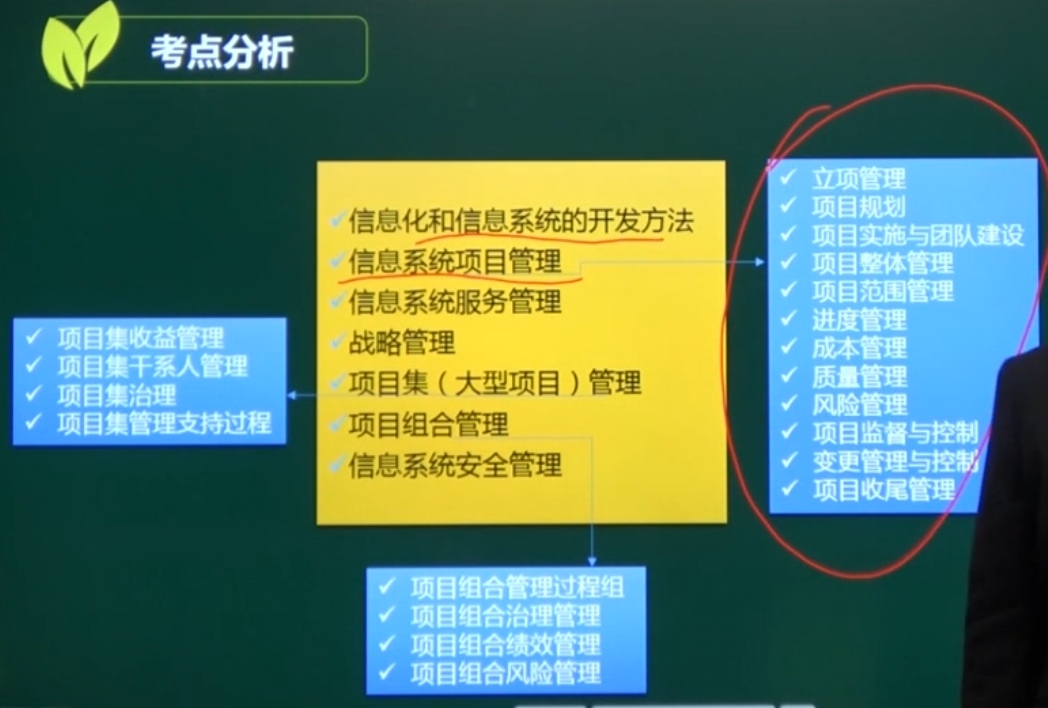 考点分析
信息化和信息系统的开发方法
信息系统项目管理
信息系统服务管理
战略管理
项目集（大型项目）管理
项目组合管理
信息系统安全管理
立项管理
项目规划
项目实施与团队建设
项目整体管理
项目范围管理
进度管理
成本管理
质量管理
风险管理
项目监督与控制
变更管理与控制
项目收尾管理
项目集收益管理
项目集干系人管理
项目集治理
项目集管理支持过程
项目组合管理过程组
项目组合治理管理
项目组合绩效管理
项目组合风险管理